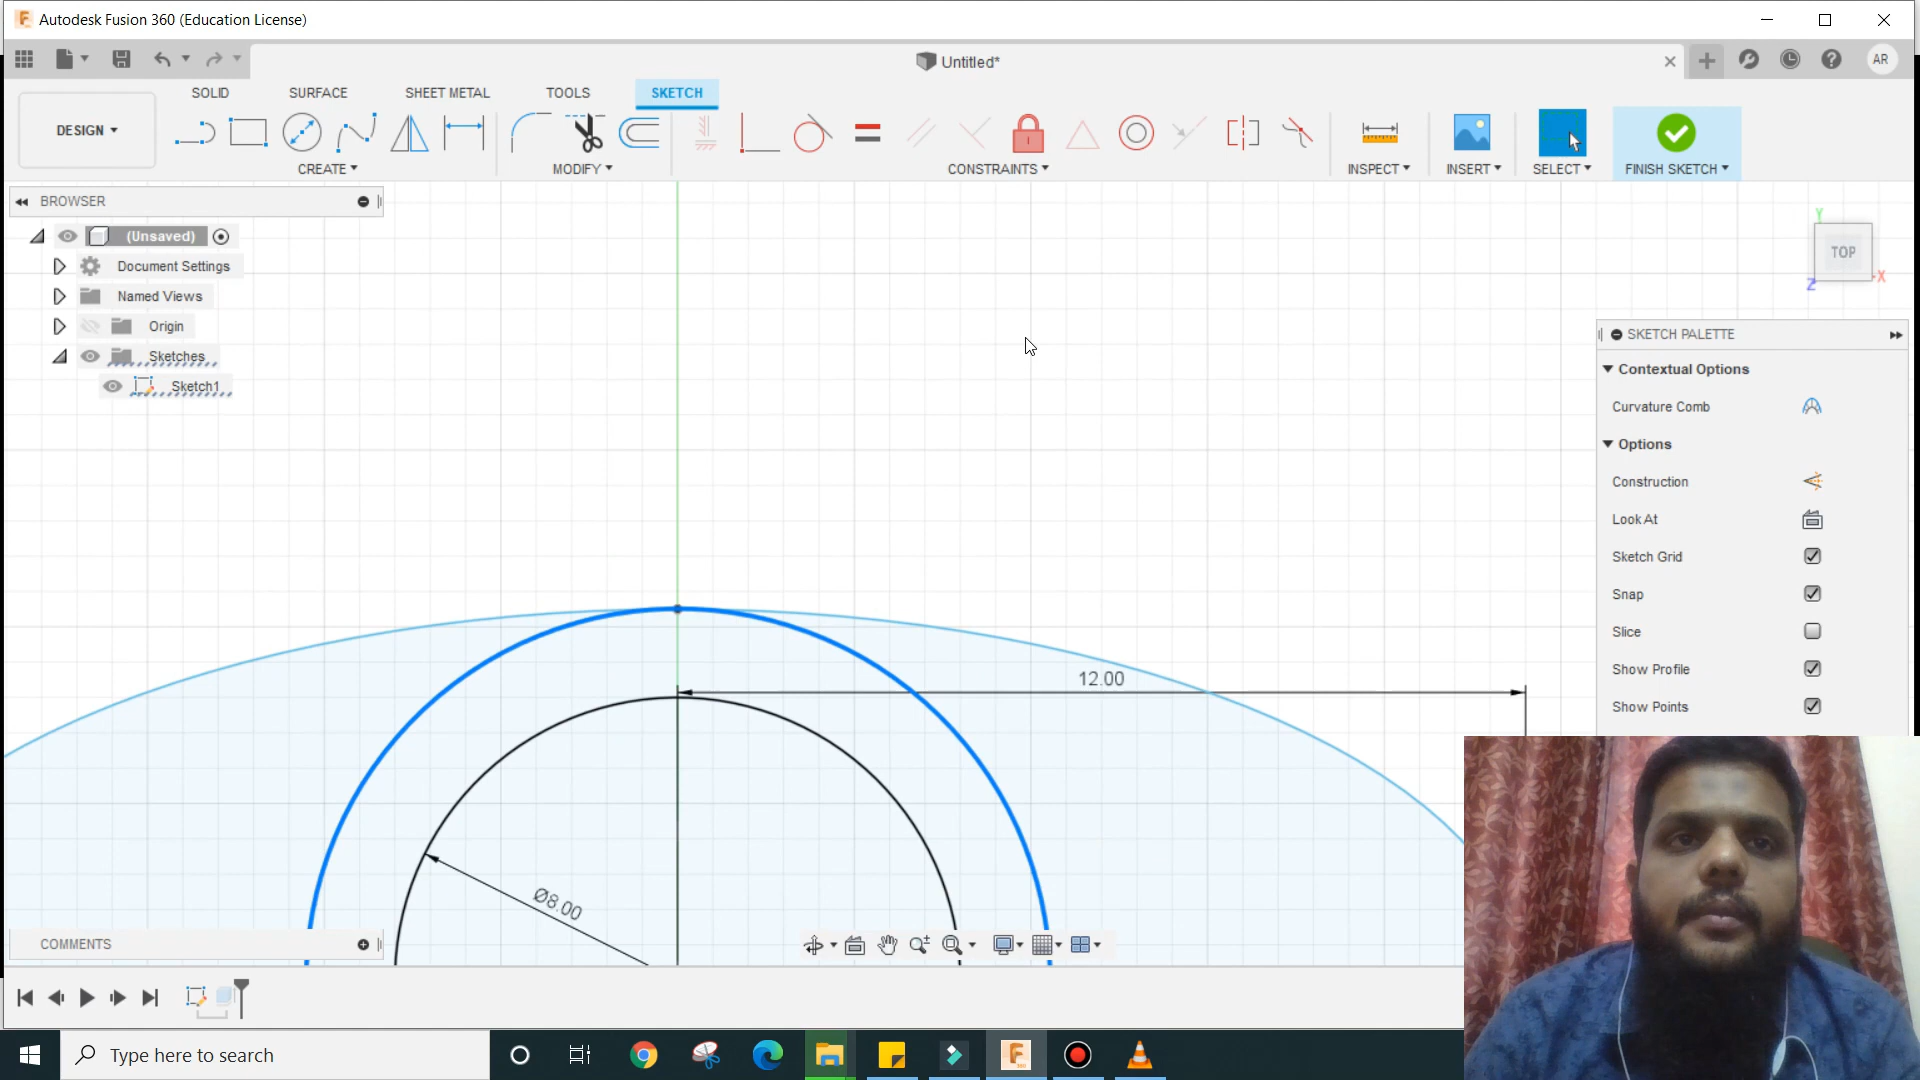 Autodesk Fusion 360 (Education License)
Untitled*
AR
DESIGN
SOLID
SURFACE
SHEET METAL
TOOLS
SKETCH
CREATE
MODIFY
CONSTRAINTS
INSPECT
INSERT
SELECT
FINISH SKETCH
BROWSER
(Unsaved)
Document Settings
Named Views
Origin
Sketches
Sketch1
Y
TOP
X
Z
SKETCH PALETTE
Contextual Options
Curvature Comb
Options
Construction
Look At
Sketch Grid
Snap
Slice
Show Profile
Show Points
12.00
Ø8.00
COMMENTS
Type here to search